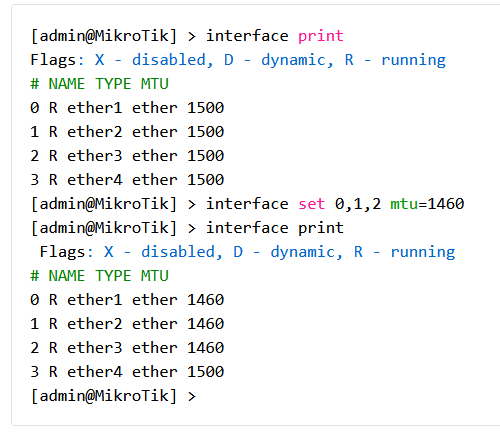 [admin@MikroTik] > interface print
Flags: X - disabled, D - dynamic, R - running
# NAME TYPE MTU
0 R ether1 ether 1500
1 R ether2 ether 1500
2 R ether3 ether 1500
3 R ether4 ether 1500
[admin@MikroTik] > interface set 0,1,2 mtu=1460
[admin@MikroTik] > interface print
Flags: X - disabled, D - dynamic, R - running
# NAME TYPE MTU
0 R ether1 ether 1460
1 R ether2 ether 1460
2 R ether3 ether 1460
3 R ether4 ether 1500
[admin@MikroTik] >